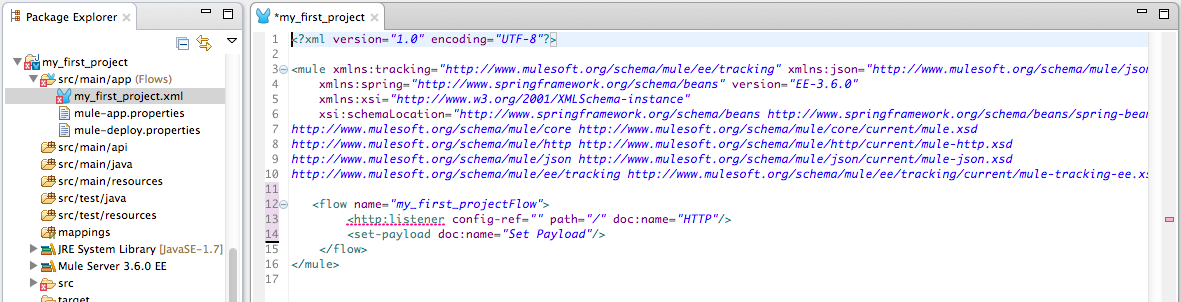 Package Explorer
my_first_project
src/main/app (Flows)
my_first_project.xml
mule-app.properties
mule-deploy.properties
src/main/api
src/main/java
src/main/resources
src/test/java
src/test/resources
mappings
JRE System Library [JavaSE-1.7]
Mule Server 3.6.0 EE
src
target
*my_first_project
1 <?xml version="1.0" encoding="UTF-8"?>
2
3 <mule xmlns:tracking="http://www.mulesoft.org/schema/mule/ee/tracking" xmlns:json="http://www.mulesoft.org/schema/mule/json
4 xmlns:spring="http://www.springframework.org/schema/beans" version="EE-3.6.0"
5 xmlns:xsi="http://www.w3.org/2001/XMLSchema-instance"
6 xsi:schemaLocation="http://www.springframework.org/schema/beans http://www.springframework.org/schema/beans/spring-bea
7 http://www.mulesoft.org/schema/mule/core http://www.mulesoft.org/schema/mule/core/current/mule.xsd
8 http://www.mulesoft.org/schema/mule/http http://www.mulesoft.org/schema/mule/http/current/mule-http.xsd
9 http://www.mulesoft.org/schema/mule/json http://www.mulesoft.org/schema/mule/json/current/mule-json.xsd
10 http://www.mulesoft.org/schema/mule/ee/tracking http://www.mulesoft.org/schema/mule/ee/tracking/current/mule-tracking-ee.xs
11
12 <flow name="my_first_projectFlow">
13 <http:listener config-ref="" path="/" doc:name="HTTP"/>
14 <set-payload doc:name="Set Payload"/>
15 </flow>
16 </mule>
17